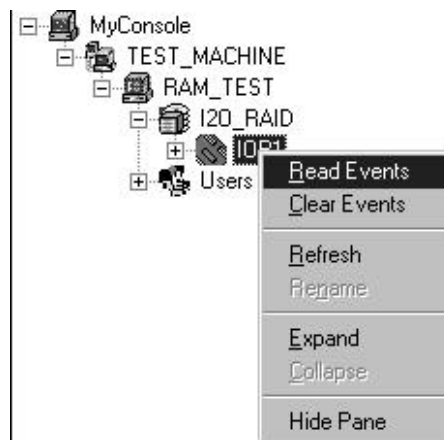 MyConsole
TEST_MACHINE
RAM_TEST
I2O_RAID
IOP1
Users
Read Events
Clear Events
Refresh
Rename
Expand
Collapse
Hide Pane